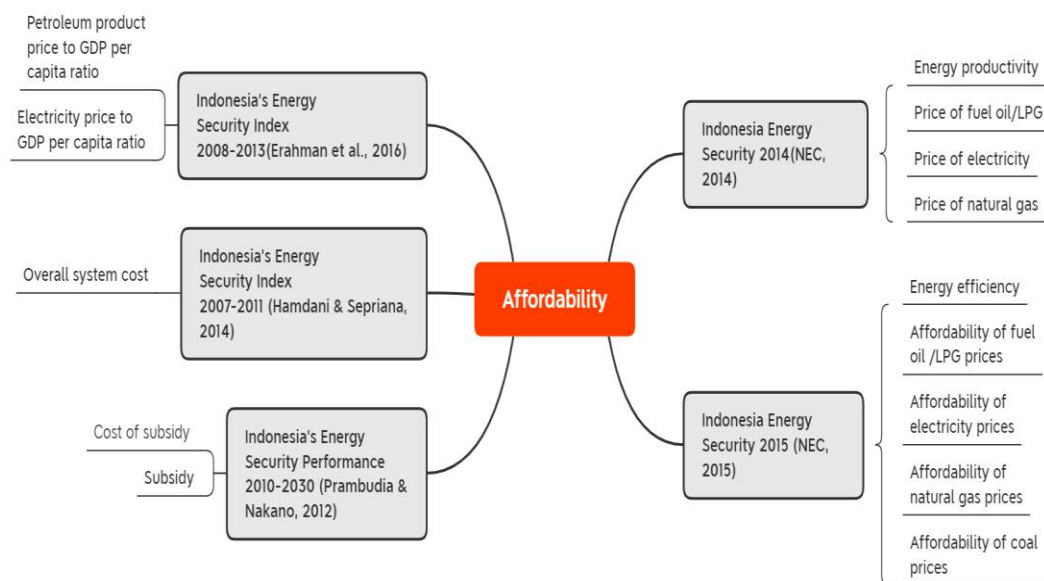 Petroleum product
price to GDP per
capita ratio
Electricity price to
GDP per capita ratio
Indonesia's Energy
Security Index
2008-2013(Erahman et al., 2016)
Overall system cost
Indonesia's Energy
Security Index
2007-2011 (Hamdani & Sepriana,
2014)
Cost of subsidy
Subsidy
Indonesia's Energy
Security Performance
2010-2030 (Prambudia &
Nakano, 2012)
Affordability
Indonesia Energy
Security 2014(NEC,
2014)
Energy productivity
Price of fuel oil/LPG
Price of electricity
Price of natural gas
Indonesia Energy
Security 2015 (NEC,
2015)
Energy efficiency
Affordability of fuel
oil /LPG prices
Affordability of
electricity prices
Affordability of
natural gas prices
Affordability of coal
prices